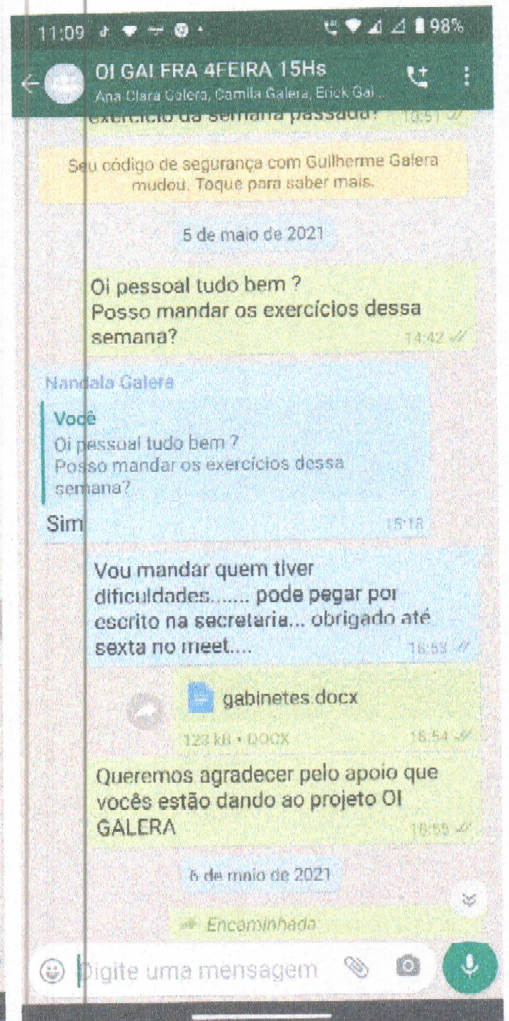 11:09 98%
OI GALERA 4FEIRA 15Hs
Ana Clara Galera, Camila Galera, Erick Gal...
exercício da semana passada? 10:51
Seu código de segurança com Guilherme Galera
mudou. Toque para saber mais.
5 de maio de 2021
Oi pessoal tudo bem ?
Posso mandar os exercícios dessa
semana? 14:42
Nandala Galera
Você
Oi pessoal tudo bem ?
Posso mandar os exercícios dessa
semana?
Sim 15:18
Vou mandar quem tiver
dificuldades....... pode pegar por
escrito na secretaria... obrigado até
sexta no meet.... 16:53
gabinetes.docx
123 kB • DOCX 16:54
Queremos agradecer pelo apoio que
vocês estão dando ao projeto OI
GALERA 16:55
6 de maio de 2021
Encaminhada
Digite uma mensagem